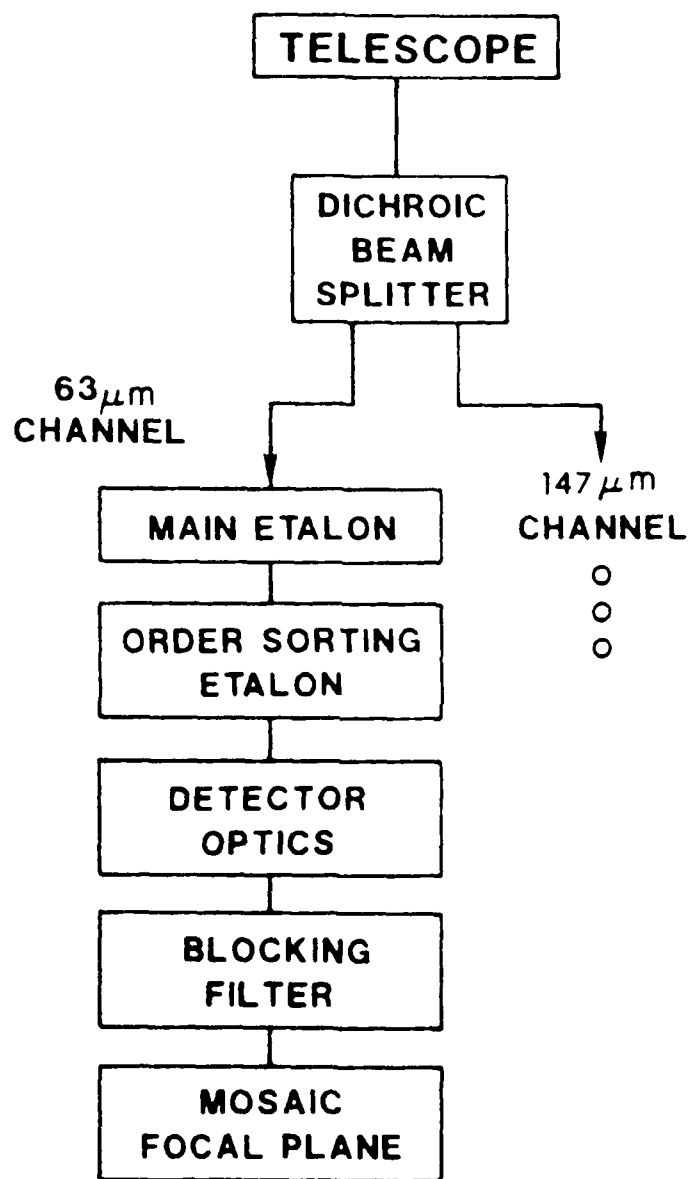 TELESCOPE
DICHROIC
BEAM
SPLITTER
63μm
CHANNEL
147μm
CHANNEL
MAIN ETALON
ORDER SORTING
ETALON
DETECTOR
OPTICS
BLOCKING
FILTER
MOSAIC
FOCAL PLANE